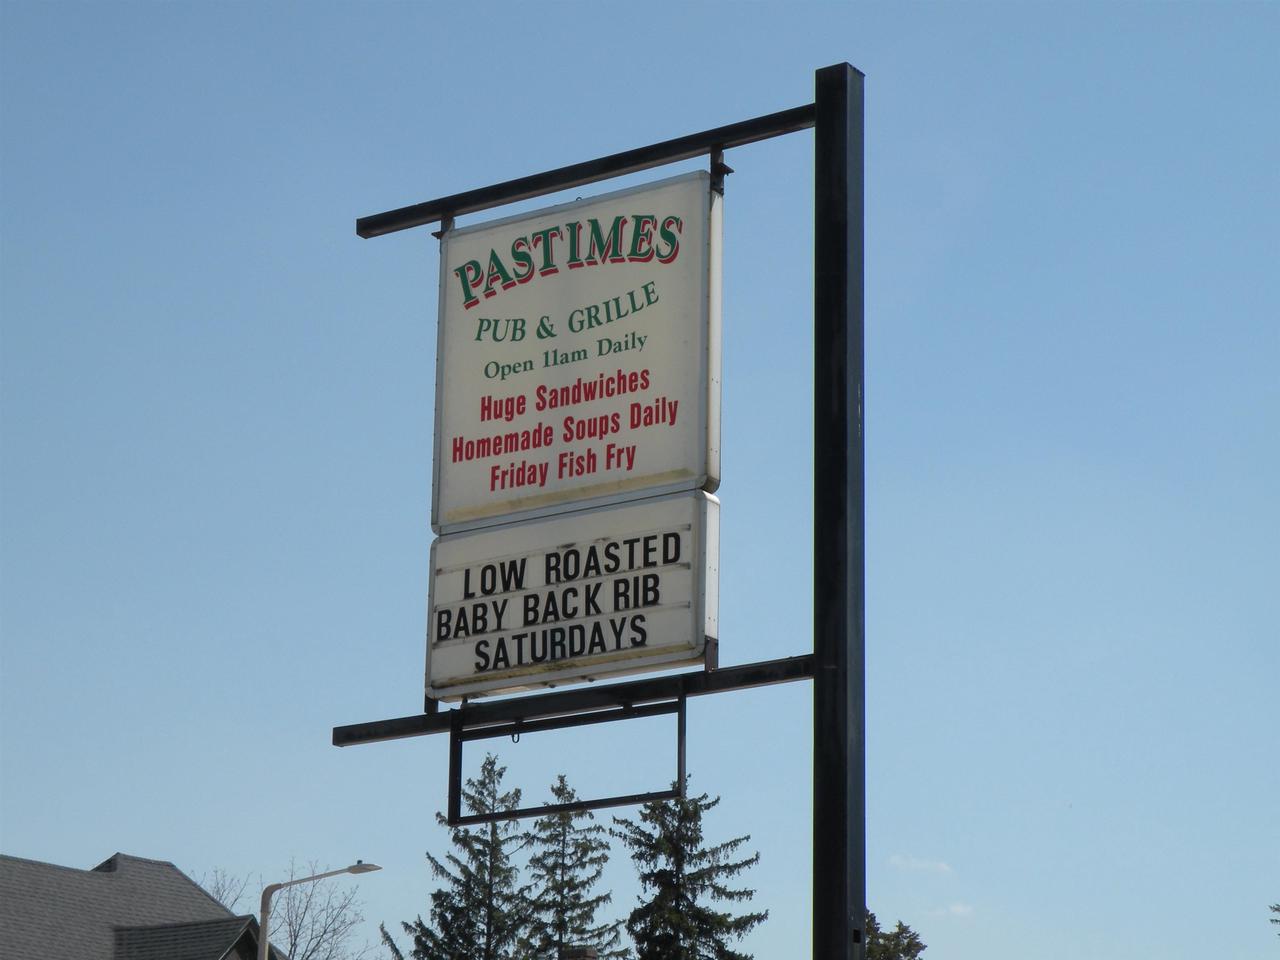 PASTIMES
PUB & GRILLE
Open 11am Daily
Huge Sandwiches
Homemade Soups Daily
Friday Fish Fry
LOW ROASTED
BABY BACK RIB
SATURDAYS